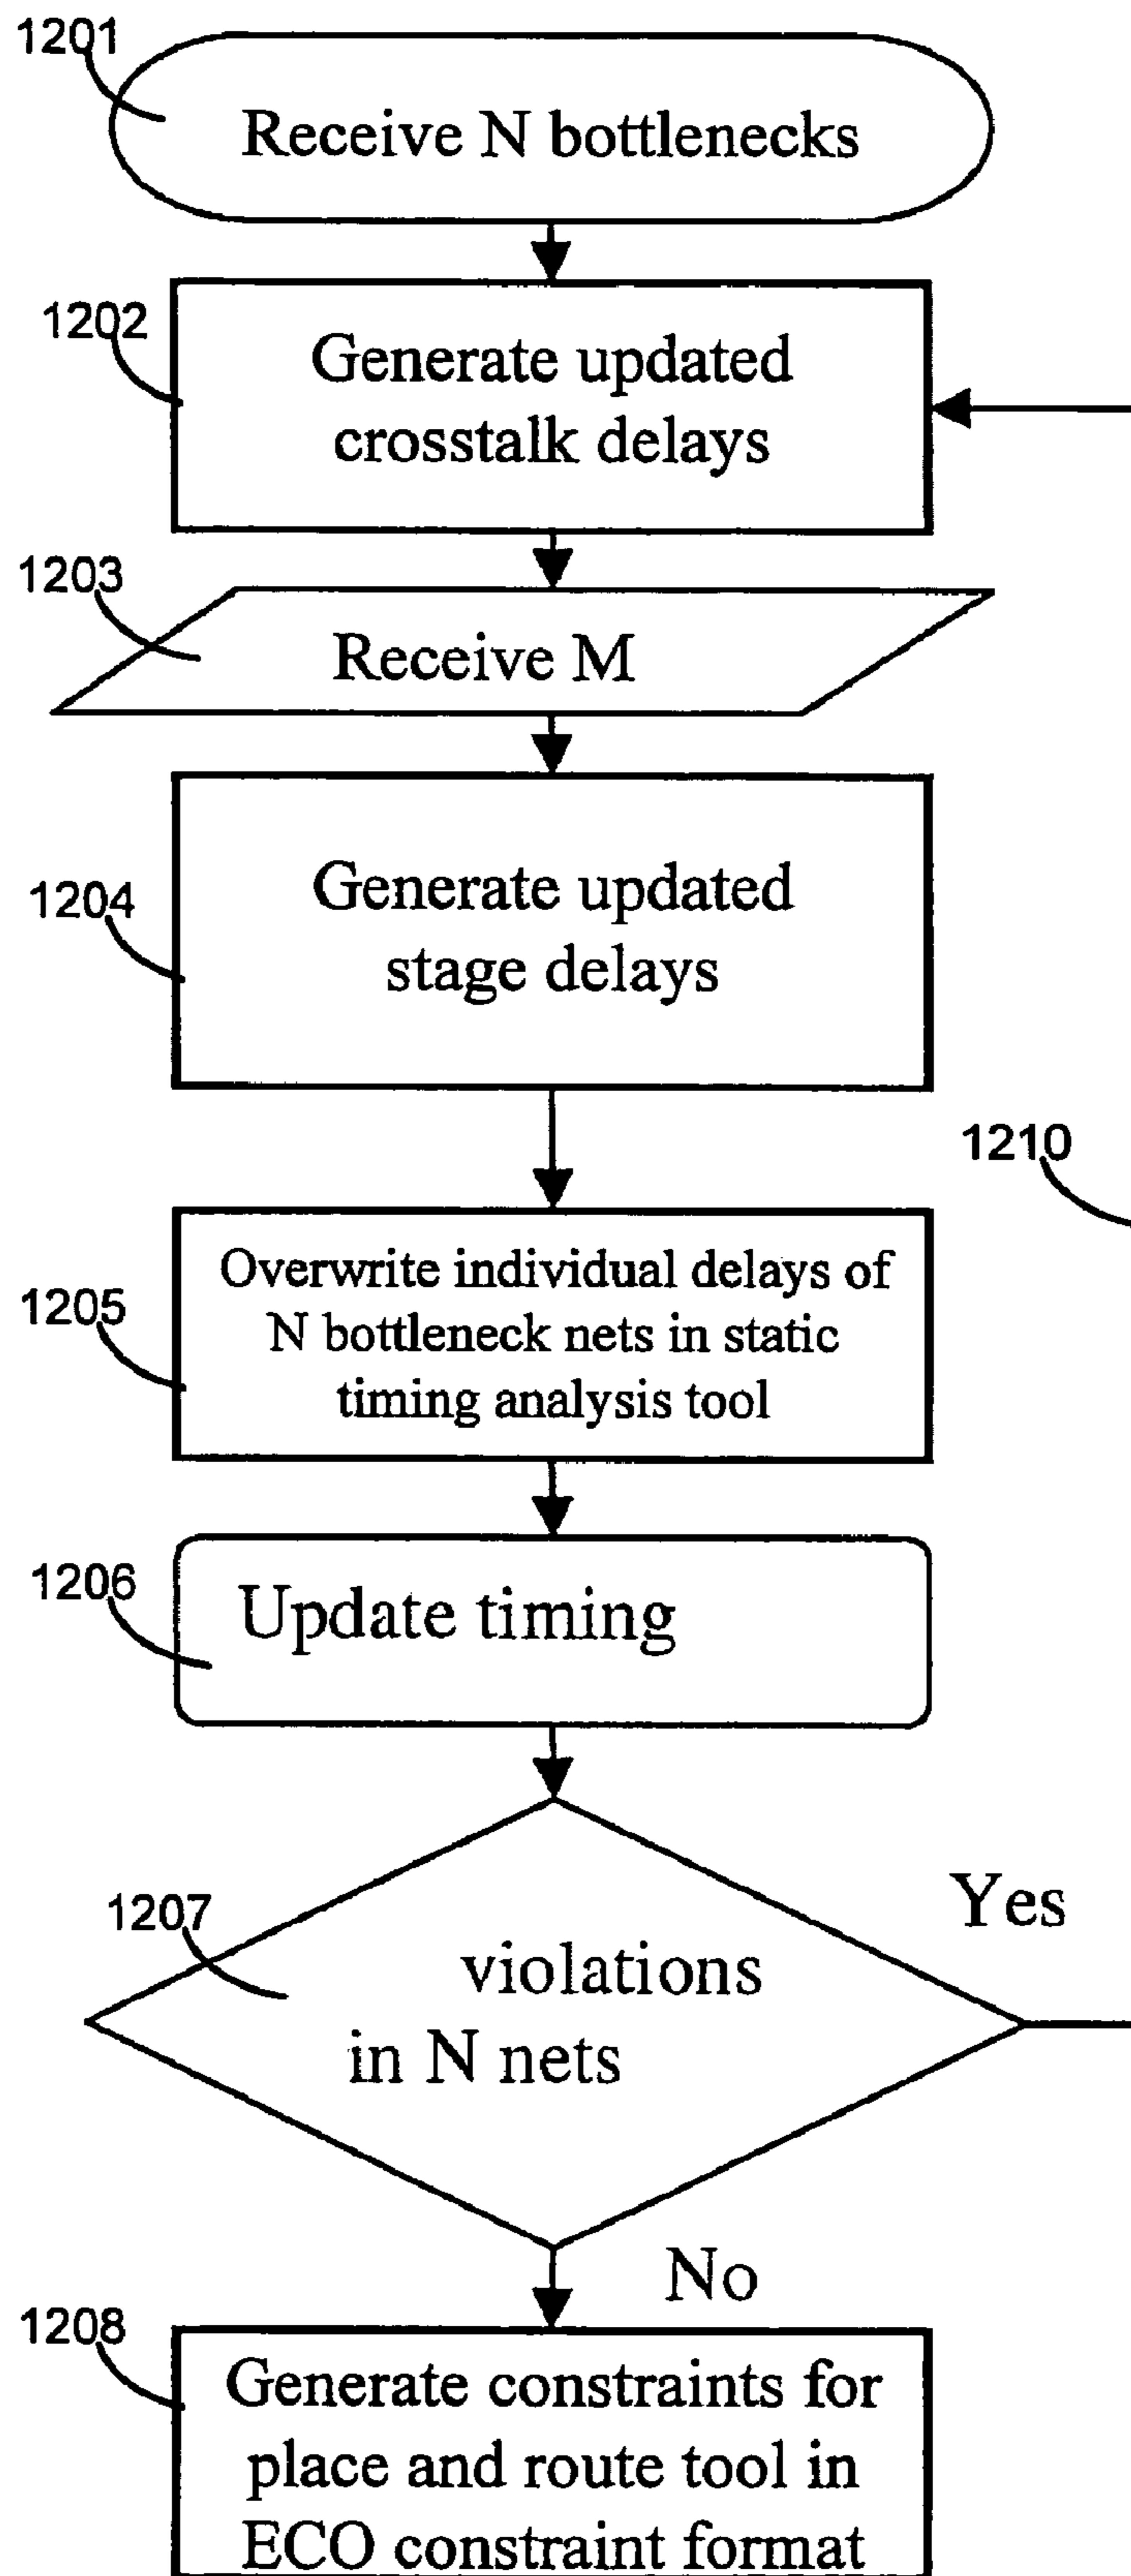 1201
Receive N bottlenecks
1202
Generate updated
crosstalk delays
1203
Receive M
1204
Generate updated
stage delays
1210
1205
Overwrite individual delays of
N bottleneck nets in static
timing analysis tool
1206
Update timing
1207
Yes
violations
in N nets
No
1208
Generate constraints for
place and route tool in
ECO constraint format